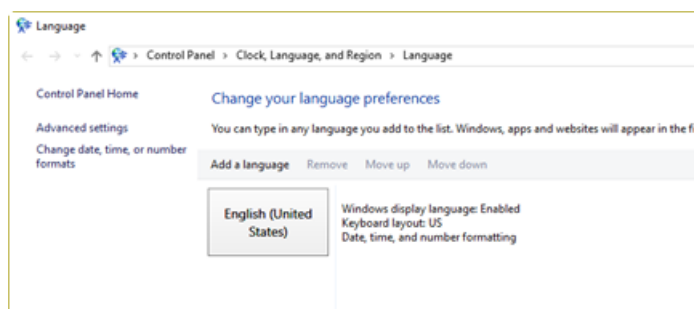 Language
Control Panel > Clock, Language, and Region > Language
Control Panel Home
Advanced settings
Change date, time, or number
formats
Change your language preferences
You can type in any language you add to the list. Windows, apps and websites will appear in the
Add a language Remove Move up Move down
English (United
States)
Windows display language: Enabled
Keyboard layout: US
Date, time, and number formatting